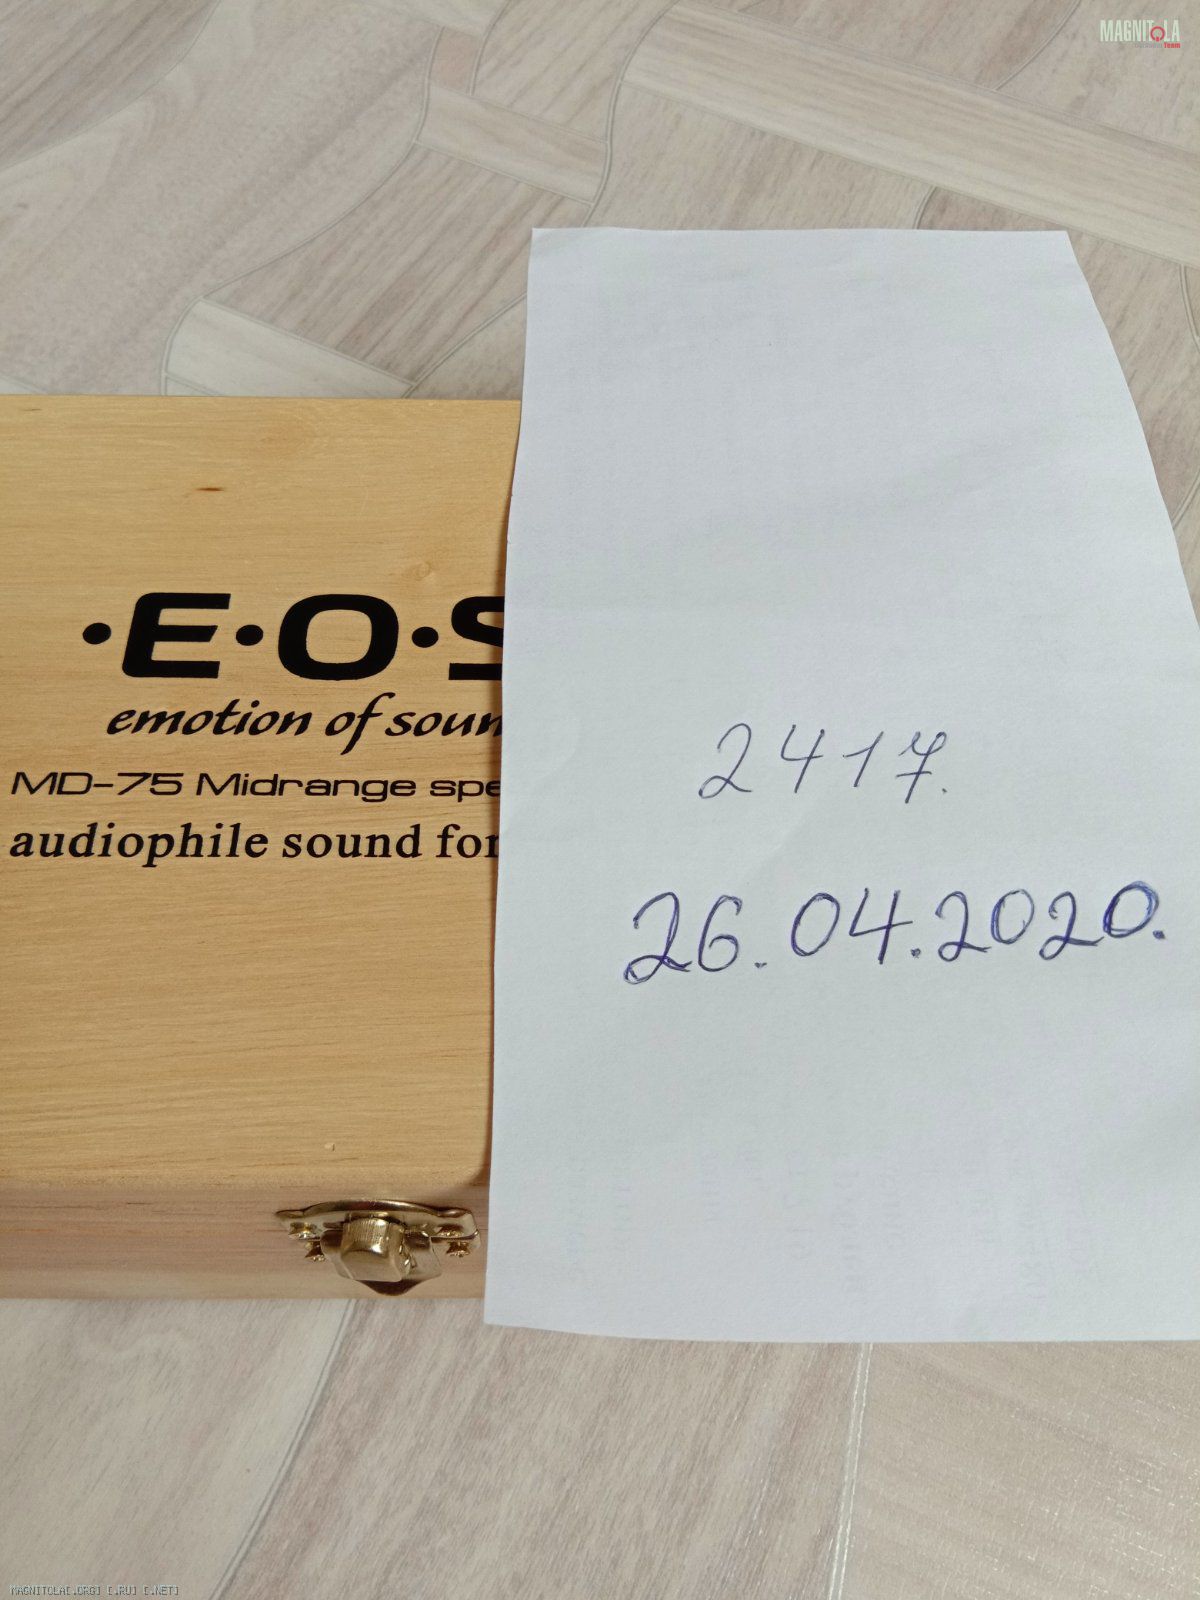 MAGNITOLA
Team
·E·O·S
emotion of soun
MD-75 Midrange spe
audiophile sound for
2417.
26.04.2020.
MAGNITOLA[.ORG] [.RU] [.NET]